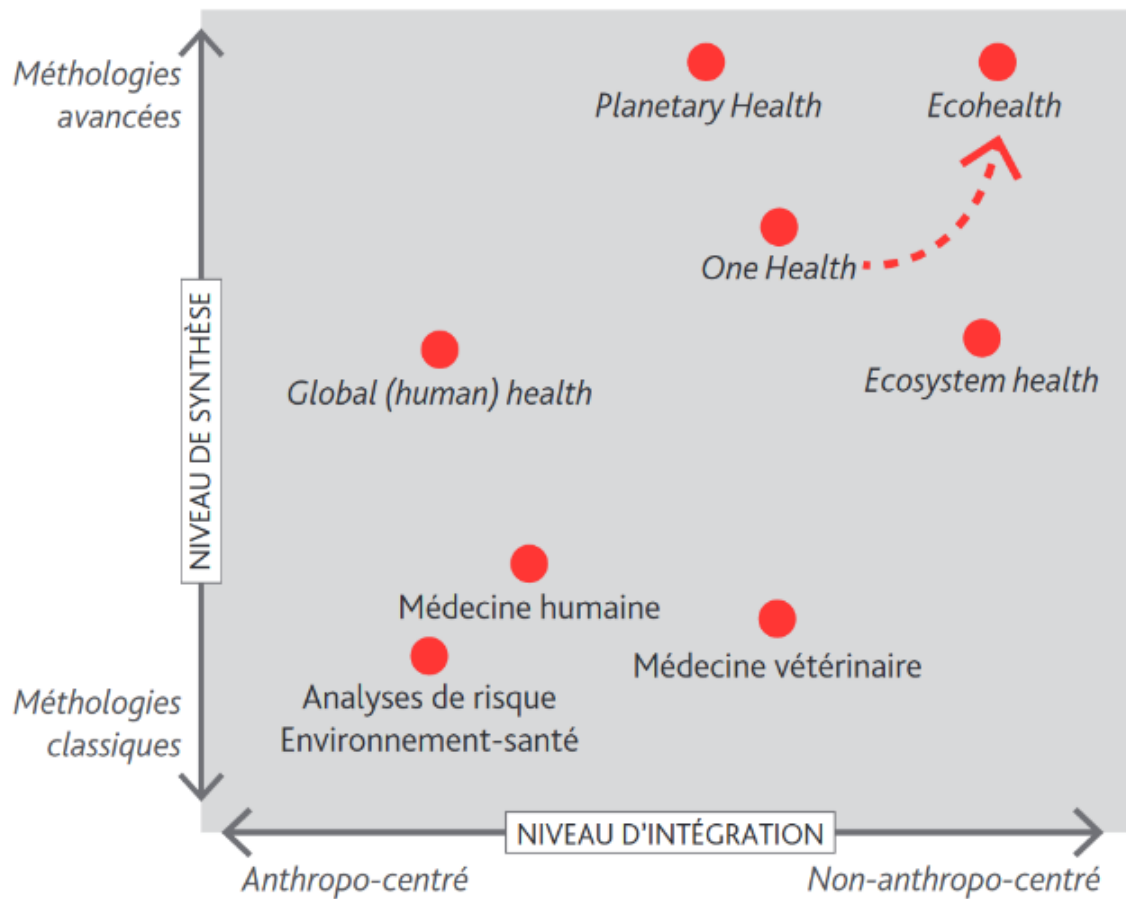 Méthologies
avancées
Planetary Health
Ecohealth
One Health
NIVEAU DE SYNTHÈSE
Global (human) health
Ecosystem health
Médecine humaine
Médecine vétérinaire
Analyses de risque
Environnement-santé
Méthologies
classiques
NIVEAU D'INTÉGRATION
Anthropo-centré
Non-anthropo-centré